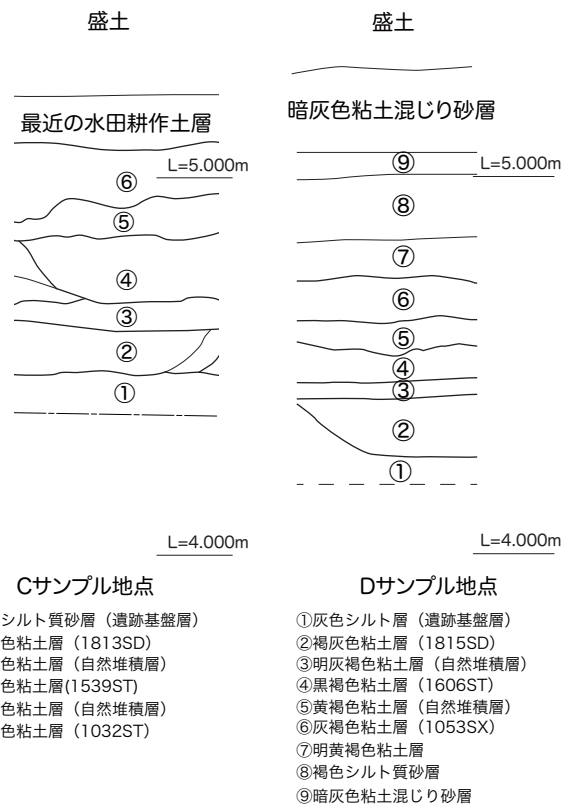 盛土
最近の水田耕作土層
L=5.000m
⑥
⑤
④
③
②
①
L=4.000m
Cサンプル地点
シルト質砂層（遺跡基盤層）
色粘土層（1813SD）
色粘土層（自然堆積層）
色粘土層(1539ST)
色粘土層（自然堆積層）
色粘土層（1032ST）
盛土
暗灰色粘土混じり砂層
⑨
L=5.000m
⑧
⑦
⑥
⑤
④
③
②
①
L=4.000m
Dサンプル地点
①灰色シルト層（遺跡基盤層）
②褐灰色粘土層（1815SD）
③明灰褐色粘土層（自然堆積層）
④黒褐色粘土層（1606ST）
⑤黄褐色粘土層（自然堆積層）
⑥灰褐色粘土層（1053SX）
⑦明黄褐色粘土層
⑧褐色シルト質砂層
⑨暗灰色粘土混じり砂層